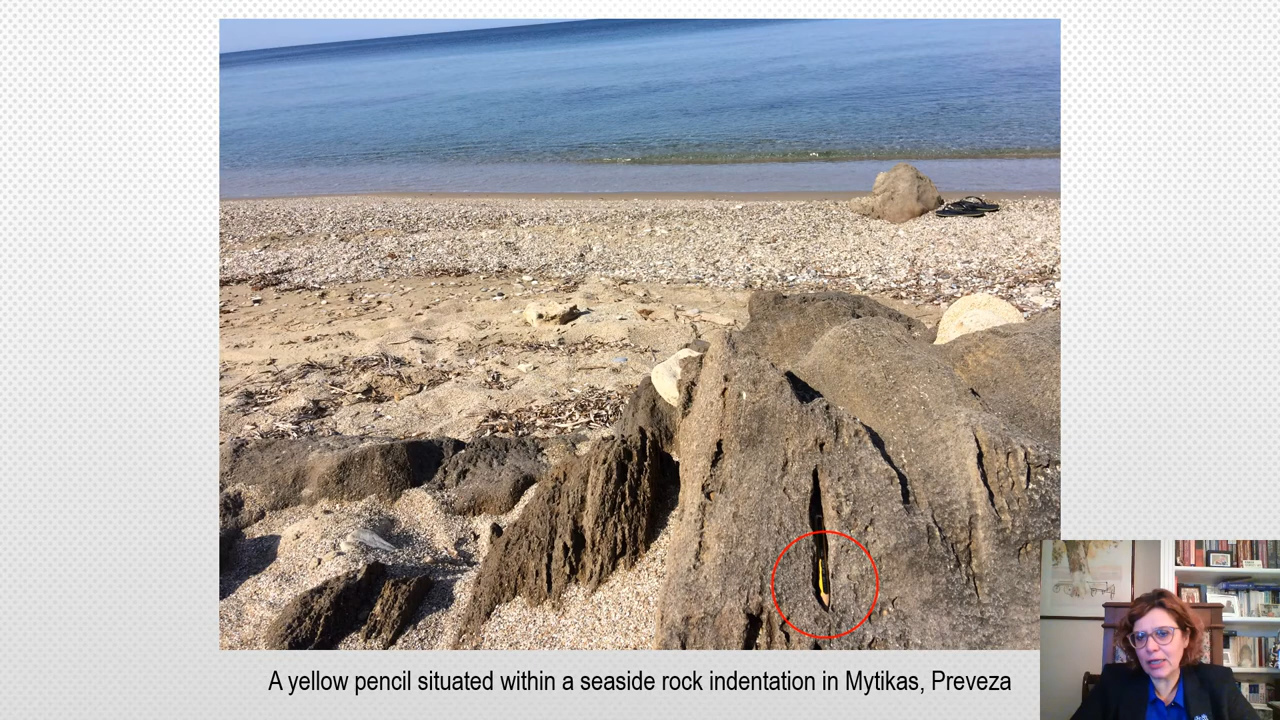 A yellow pencil situated within a seaside rock indentation in Mytikas, Preveza